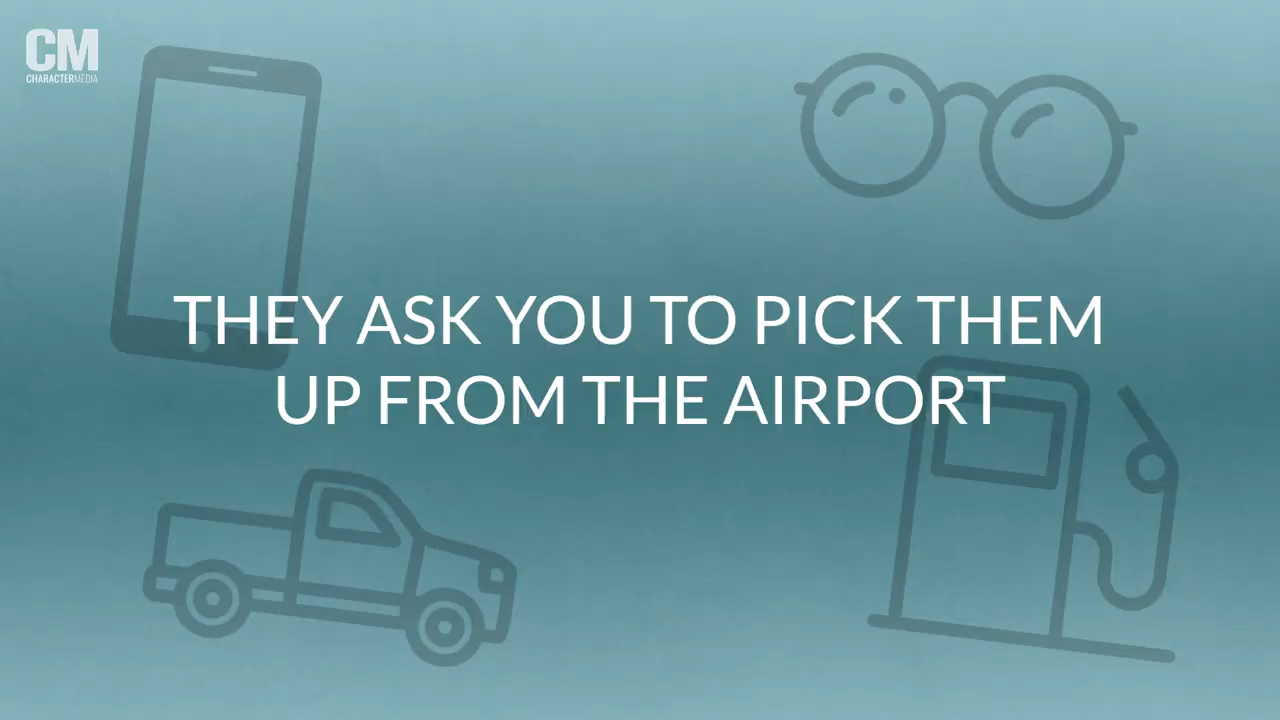 CM
CHARACTERMEDIA
THEY ASK YOU TO PICK THEM
UP FROM THE AIRPORT